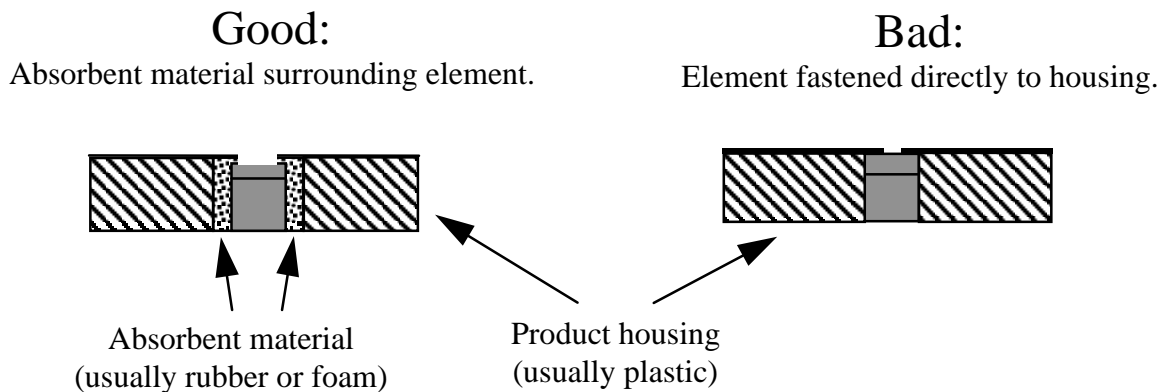 Good:
Absorbent material surrounding element.
Bad:
Element fastened directly to housing.
Absorbent material
(usually rubber or foam)
Product housing
(usually plastic)